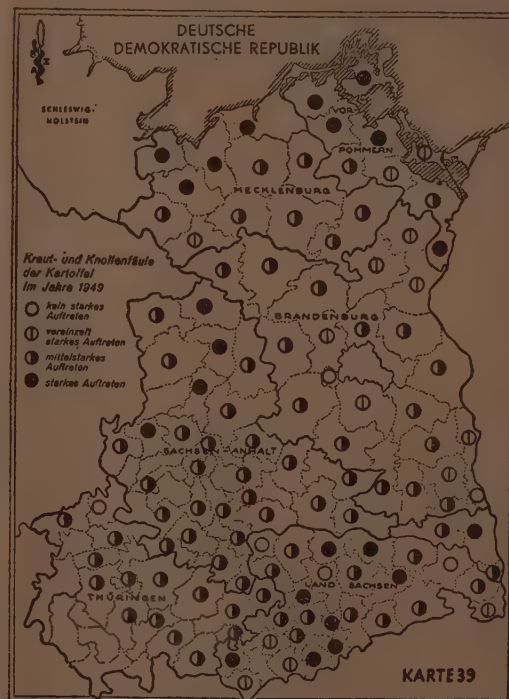 DEUTSCHE
DEMOKRATISCHE REPUBLIK
SCHLESWIG-
HOLSTEIN
VOR-
POMMERN
MECKLENBURG
Kraut- und Knollenfäule
der Kartoffel
im Jahre 1949
kein starkes
Auftreten
vereinzelt
starkes Auftreten
mittelstarkes
Auftreten
starkes Auftreten
BRANDENBURG
SACHSEN-ANHALT
LAND SACHSEN
THÜRINGEN
KARTE 39